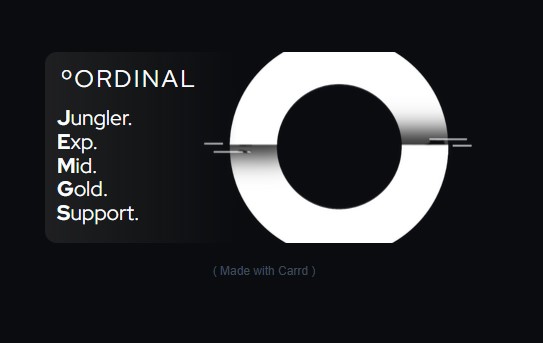 °ORDINAL
Jungler.
Exp.
Mid.
Gold.
Support.
( Made with Carrd )